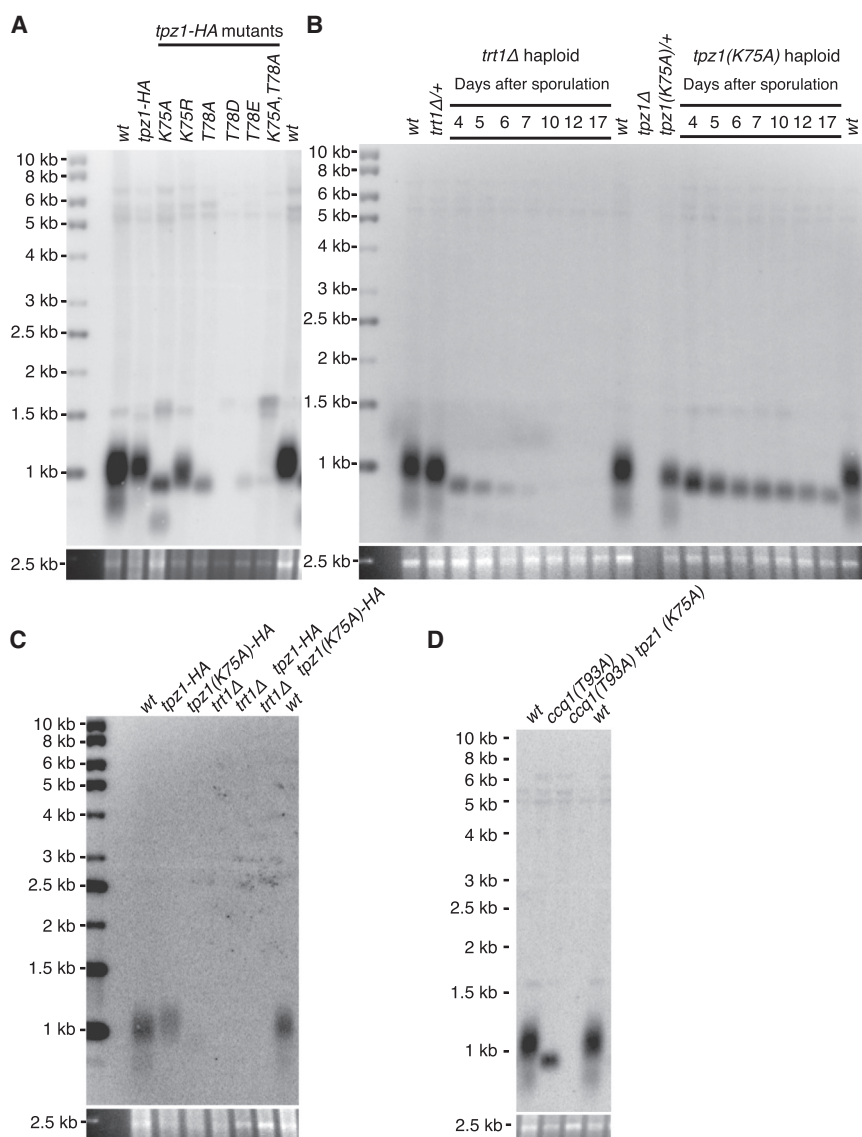 A
tpz1-HA mutants
wt
tpz1-HA
K75A
K75R
T78A
T78D
T78E
K75A,T78A
wt
10 kb
8 kb
6 kb
5 kb
4 kb
3 kb
2.5 kb
2 kb
1.5 kb
1 kb
2.5 kb
B
trt1Δ haploid
tpz1(K75A) haploid
Days after sporulation
Days after sporulation
wt
trt1Δ/+
4 5 6 7 10 12 17
wt
tpz1Δ
tpz1(K75A)/+
4 5 6 7 10 12 17
wt
10 kb
8 kb
6 kb
5 kb
4 kb
3 kb
2.5 kb
2 kb
1.5 kb
1 kb
2.5 kb
C
wt
tpz1-HA
tpz1(K75A)-HA
trt1Δ
trt1Δ tpz1-HA
trt1Δ tpz1(K75A)-HA
wt
10 kb
8 kb
6 kb
5 kb
4 kb
3 kb
2.5 kb
2 kb
1.5 kb
1 kb
2.5 kb
D
wt
ccq1(T93A)
ccq1(T93A) tpz1 (K75A)
wt
10 kb
8 kb
6 kb
5 kb
4 kb
3 kb
2.5 kb
2 kb
1.5 kb
1 kb
2.5 kb